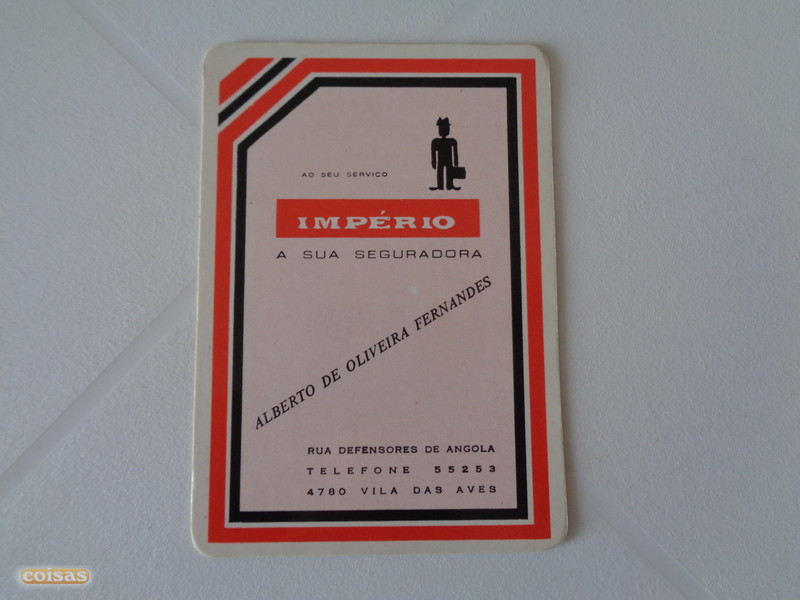 AO SEU SERVIÇO
IMPÉRIO
A SUA SEGURADORA
ALBERTO DE OLIVEIRA FERNANDES
RUA DEFENSORES DE ANGOLA
TELEFONE 55253
4780 VILA DAS AVES
coisas